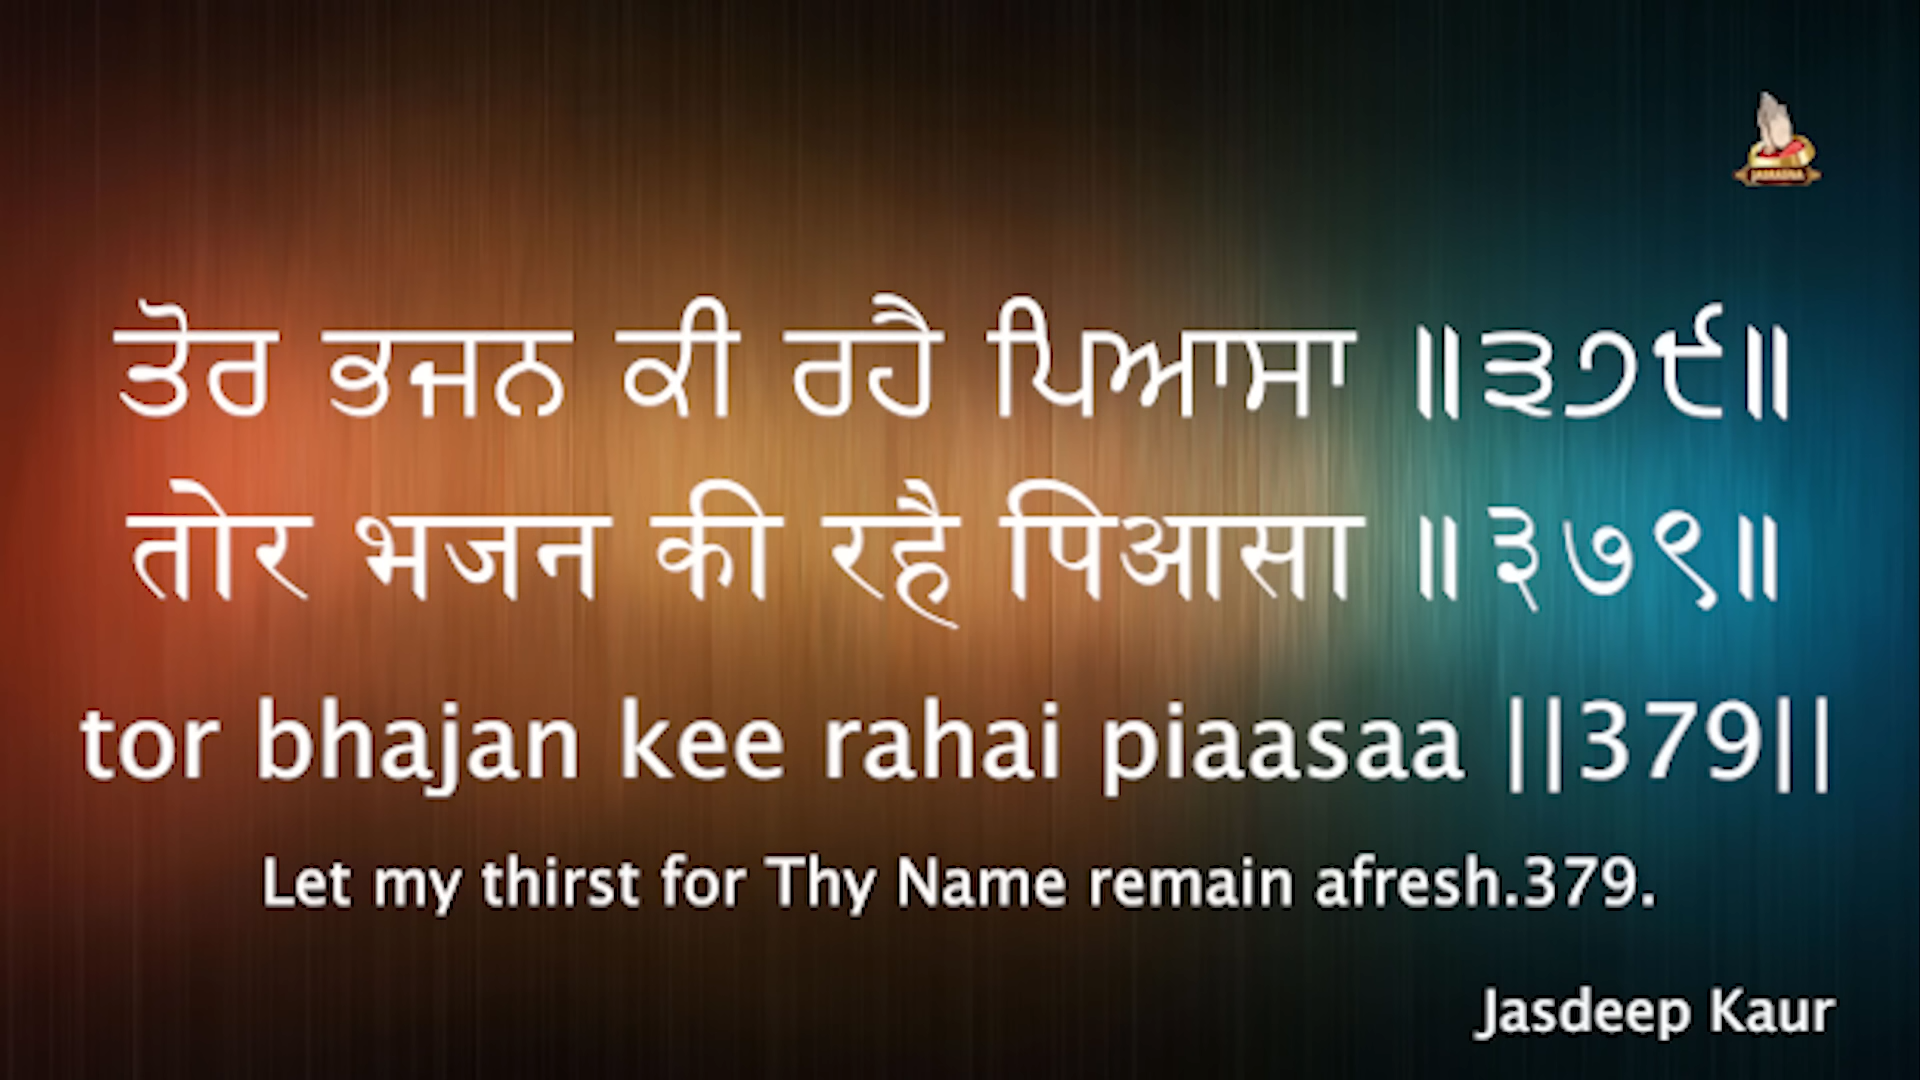 ਤੋਰ ਭਜਨ ਕੀ ਰਹੈ ਪਿਆਸਾ ॥੩੭੯॥
तोर भजन की रहै पिआसा ॥३७९॥
tor bhajan kee rahai piaasaa ||379||
Let my thirst for Thy Name remain afresh.379.
Jasdeep Kaur